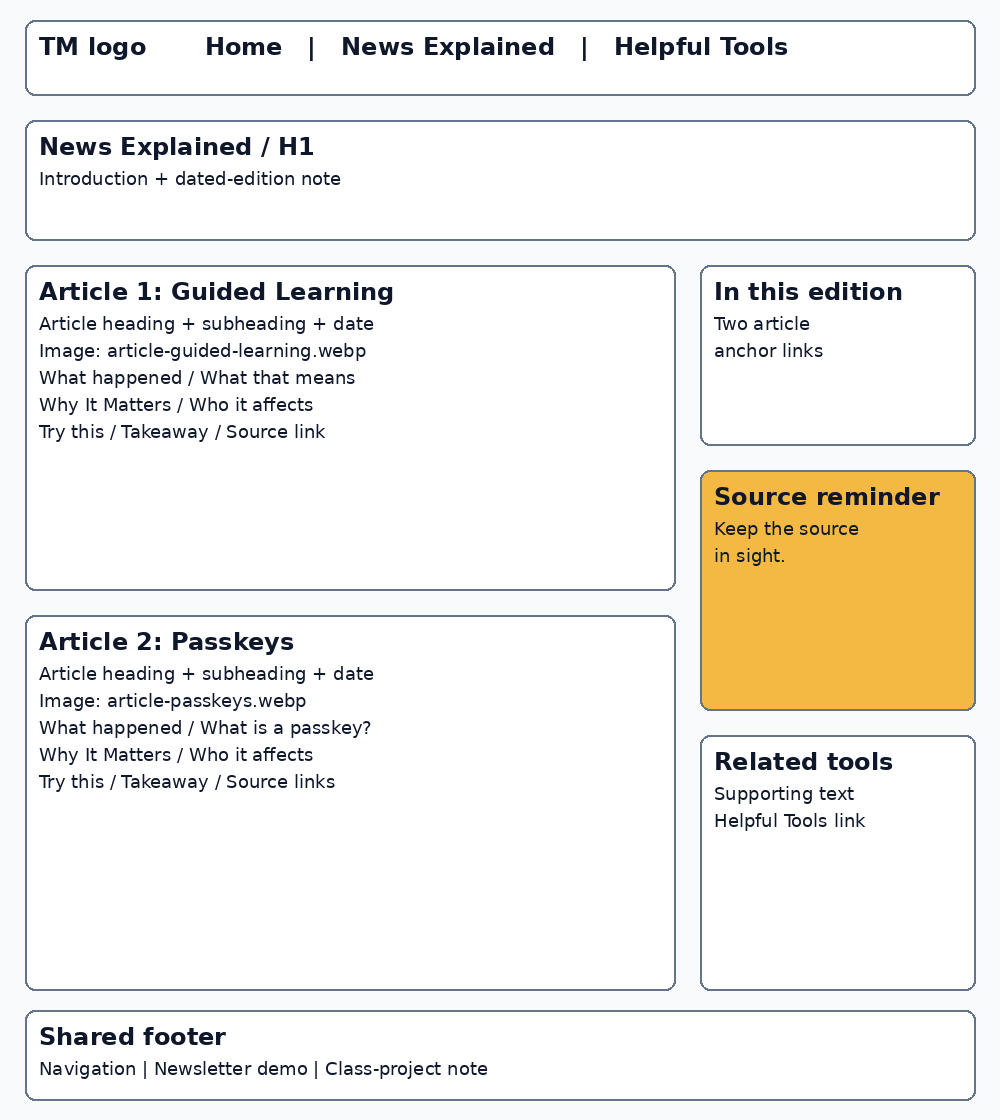 TM logo Home | News Explained | Helpful Tools
News Explained / H1
Introduction + dated-edition note
Article 1: Guided Learning
Article heading + subheading + date
Image: article-guided-learning.webp
What happened / What that means
Why It Matters / Who it affects
Try this / Takeaway / Source link
In this edition
Two article
anchor links
Source reminder
Keep the source
in sight.
Article 2: Passkeys
Article heading + subheading + date
Image: article-passkeys.webp
What happened / What is a passkey?
Why It Matters / Who it affects
Try this / Takeaway / Source links
Related tools
Supporting text
Helpful Tools link
Shared footer
Navigation | Newsletter demo | Class-project note